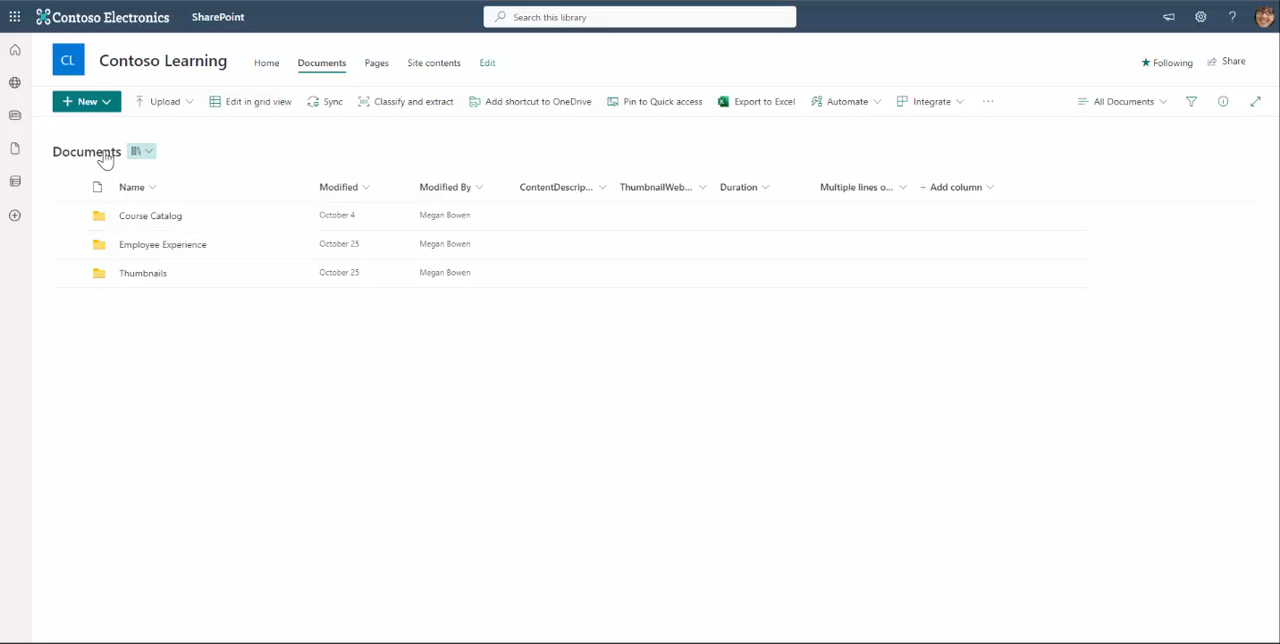 Contoso Electronics SharePoint Search this library ?
CL Contoso Learning Home Documents Pages Site contents Edit Following Share
+ New Upload Edit in grid view Sync Classify and extract Add shortcut to OneDrive Pin to Quick access Export to Excel Automate Integrate ... All Documents
Documents
Name Modified Modified By ContentDescrip... ThumbnailWeb... Duration Multiple lines o... + Add column
Course Catalog October 4 Megan Bowen
Employee Experience October 25 Megan Bowen
Thumbnails October 25 Megan Bowen